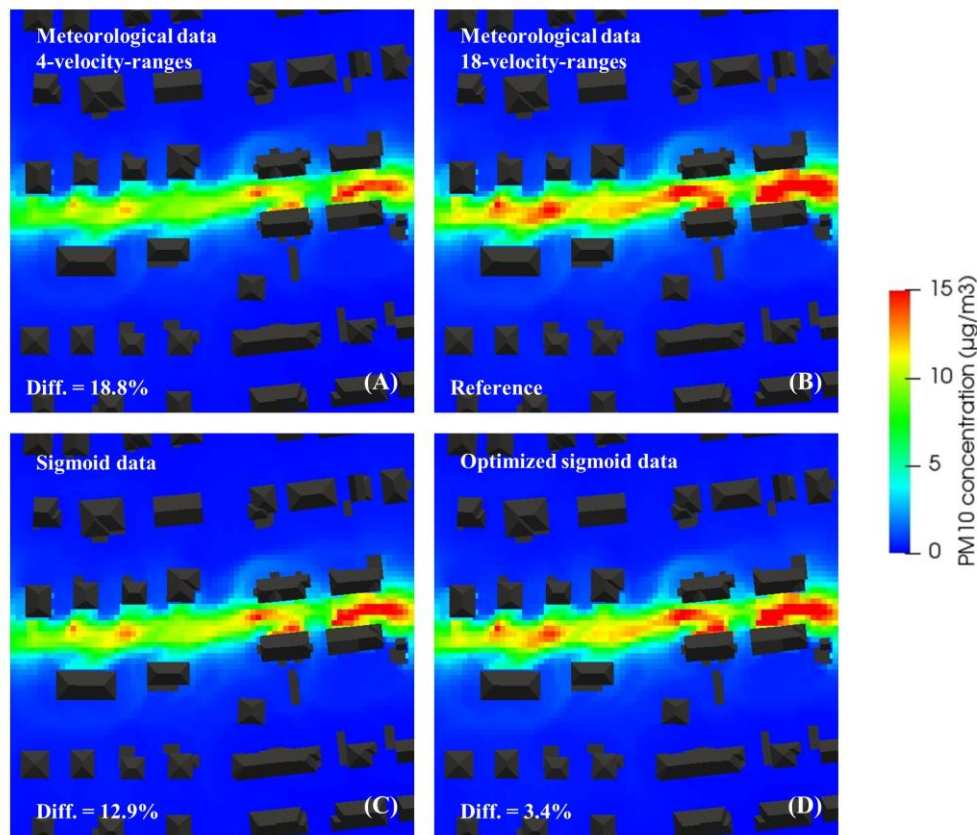 Meteorological data
4-velocity-ranges
Diff. = 18.8%
(A)
Meteorological data
18-velocity-ranges
Reference
(B)
Sigmoid data
Diff. = 12.9%
(C)
Optimized sigmoid data
Diff. = 3.4%
(D)
15
10
5
0
PM10 concentration (µg/m3)